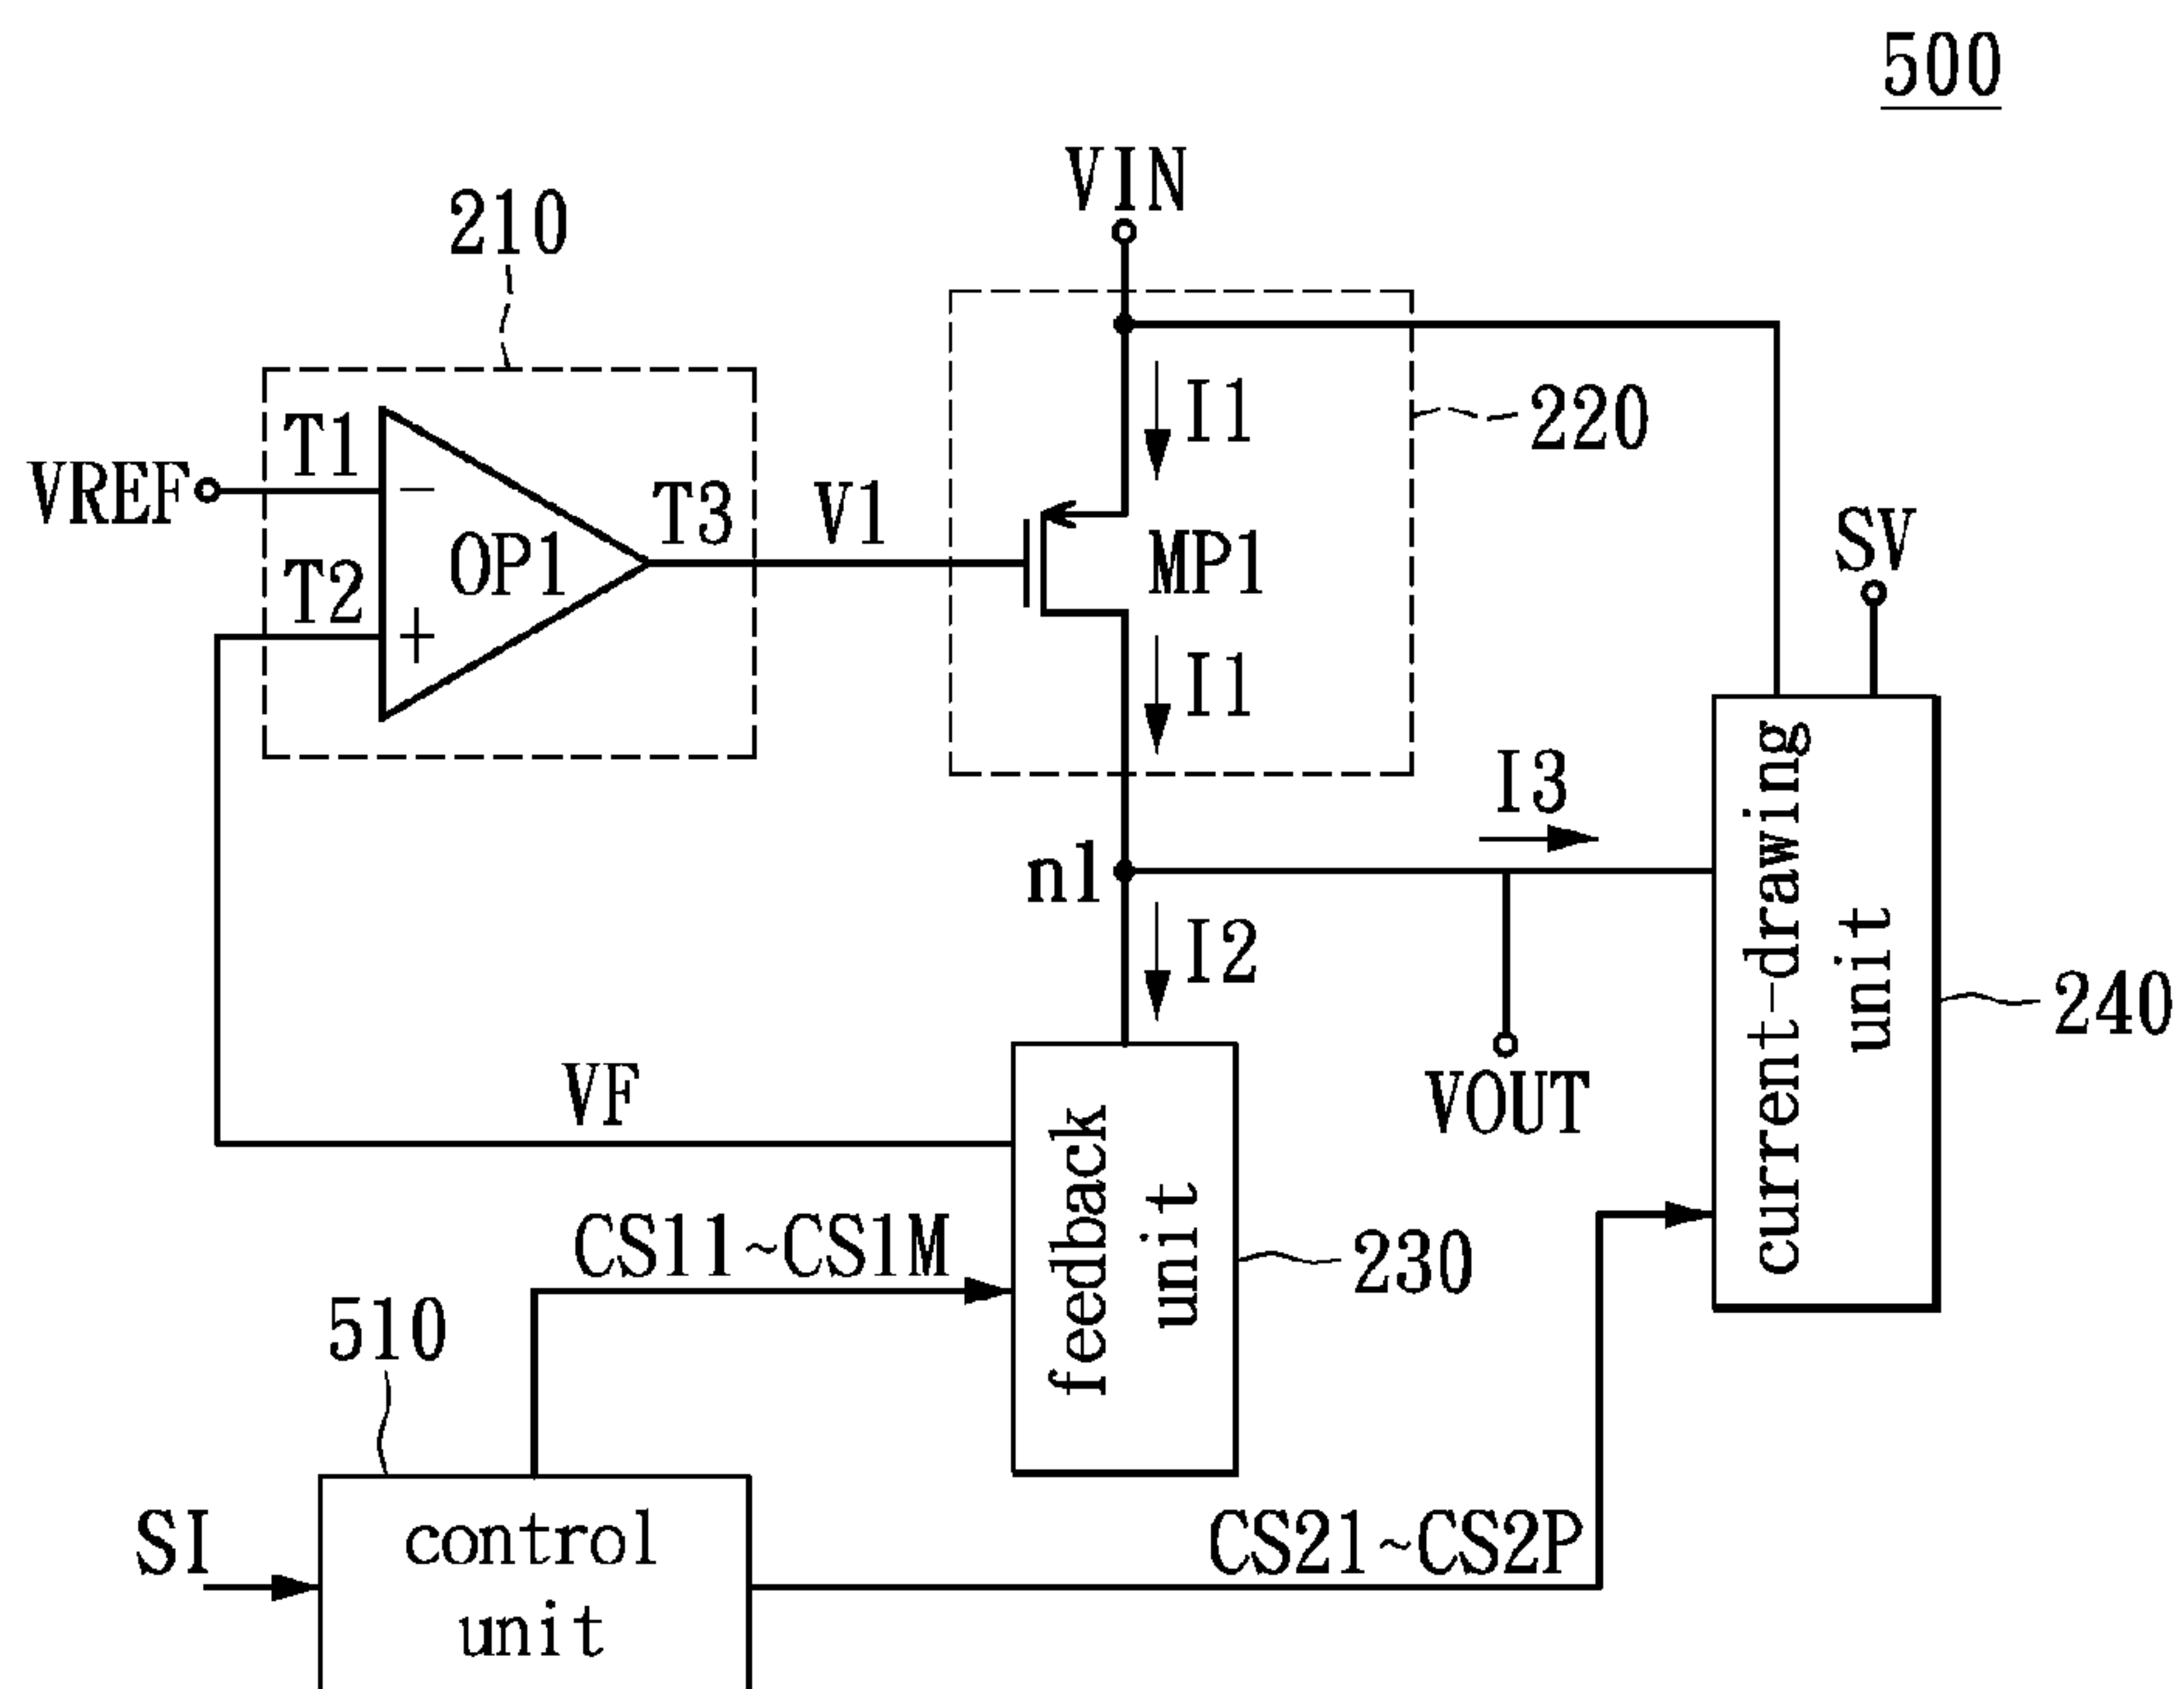 500
VIN
210
I1
220
T1
VREF
T3
V1
SV
OP1
MP1
T2
I1
I3
n1
I2
current-drawing
unit
240
VF
VOUT
feedback
unit
CS11~CS1M
230
510
SI
control
unit
CS21~CS2P